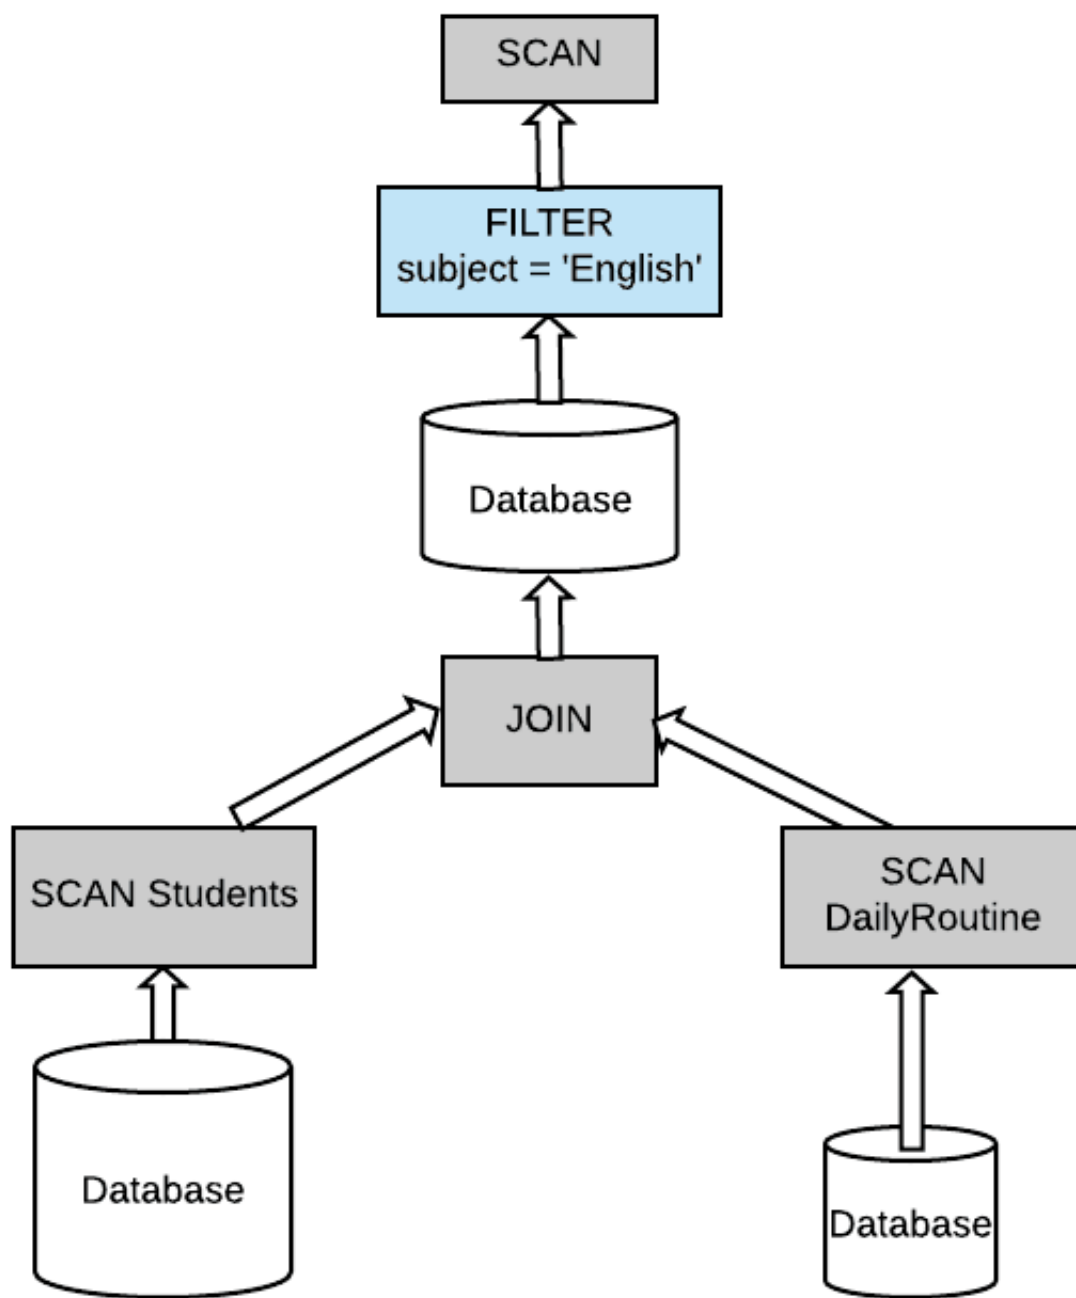 SCAN
FILTER
subject = 'English'
Database
JOIN
SCAN Students
SCAN
DailyRoutine
Database
Database